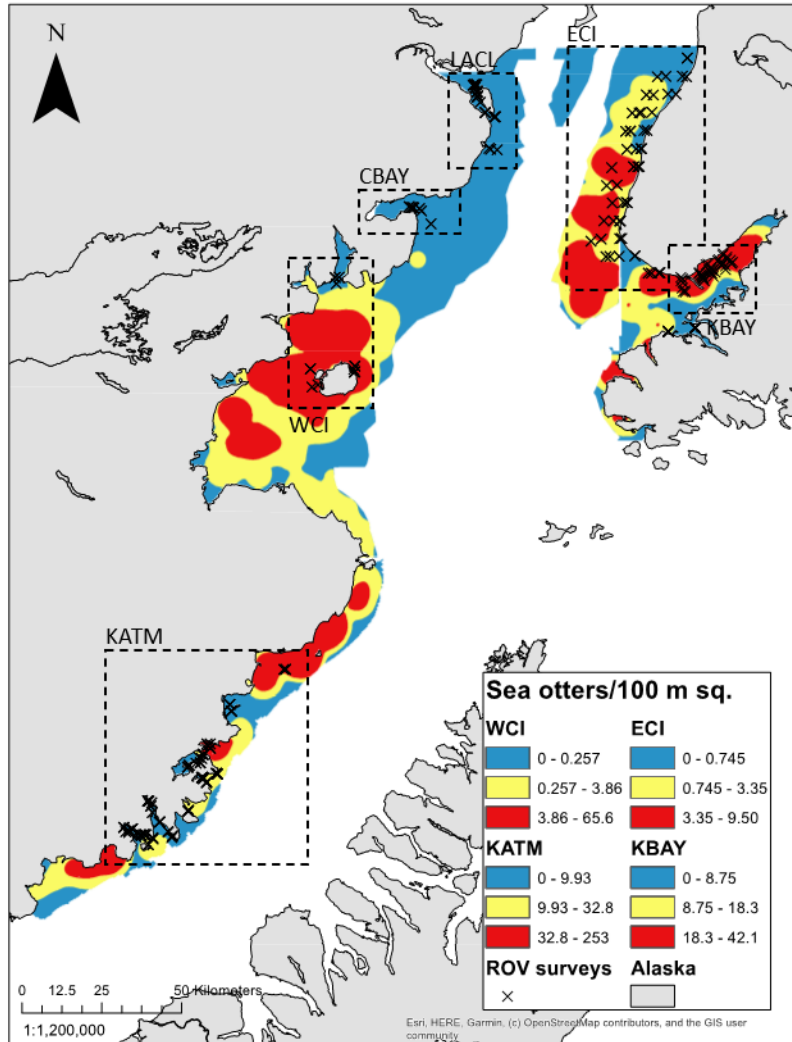 N
ECI
LACL
CBAY
KBAY
WCI
KATM
Sea otters/100 m sq.
WCI ECI
0 - 0.257 0 - 0.745
0.257 - 3.86 0.745 - 3.35
3.86 - 65.6 3.35 - 9.50
KATM KBAY
0 - 9.93 0 - 8.75
9.93 - 32.8 8.75 - 18.3
32.8 - 253 18.3 - 42.1
ROV surveys Alaska
0 12.5 25 50 Kilometers
1:1,200,000
Esri, HERE, Garmin, (c) OpenStreetMap contributors, and the GIS user
community